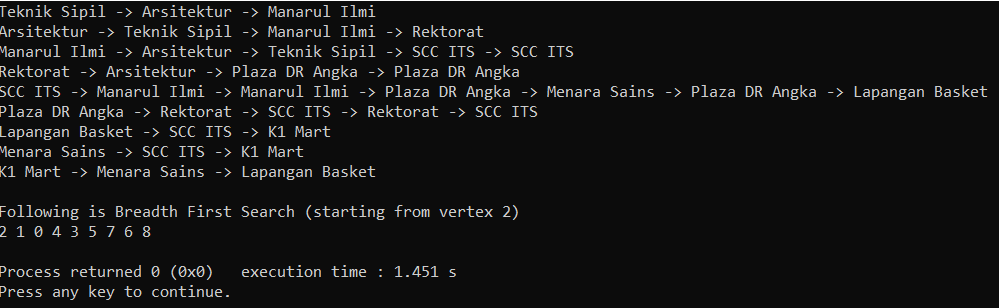 Teknik Sipil -> Arsitektur -> Manarul Ilmi
Arsitektur -> Teknik Sipil -> Manarul Ilmi -> Rektorat
Manarul Ilmi -> Arsitektur -> Teknik Sipil -> SCC ITS -> SCC ITS
Rektorat -> Arsitektur -> Plaza DR Angka -> Plaza DR Angka
SCC ITS -> Manarul Ilmi -> Manarul Ilmi -> Plaza DR Angka -> Menara Sains -> Plaza DR Angka -> Lapangan Basket
Plaza DR Angka -> Rektorat -> SCC ITS -> Rektorat -> SCC ITS
Lapangan Basket -> SCC ITS -> K1 Mart
Menara Sains -> SCC ITS -> K1 Mart
K1 Mart -> Menara Sains -> Lapangan Basket
Following is Breadth First Search (starting from vertex 2)
2 1 0 4 3 5 7 6 8
Process returned 0 (0x0)   execution time : 1.451 s
Press any key to continue.